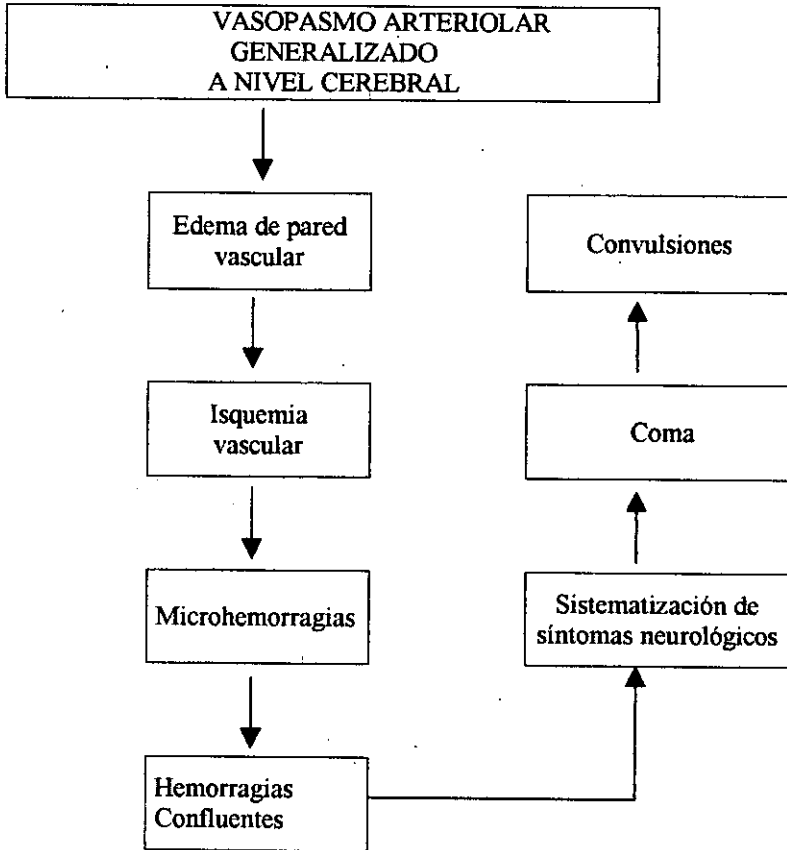 VASOPASMO ARTERIOLAR
GENERALIZADO
A NIVEL CEREBRAL
Edema de pared
vascular
Isquemia
vascular
Microhemorragias
Hemorragias
Confluentes
Sistematización de
síntomas neurológicos
Coma
Convulsiones